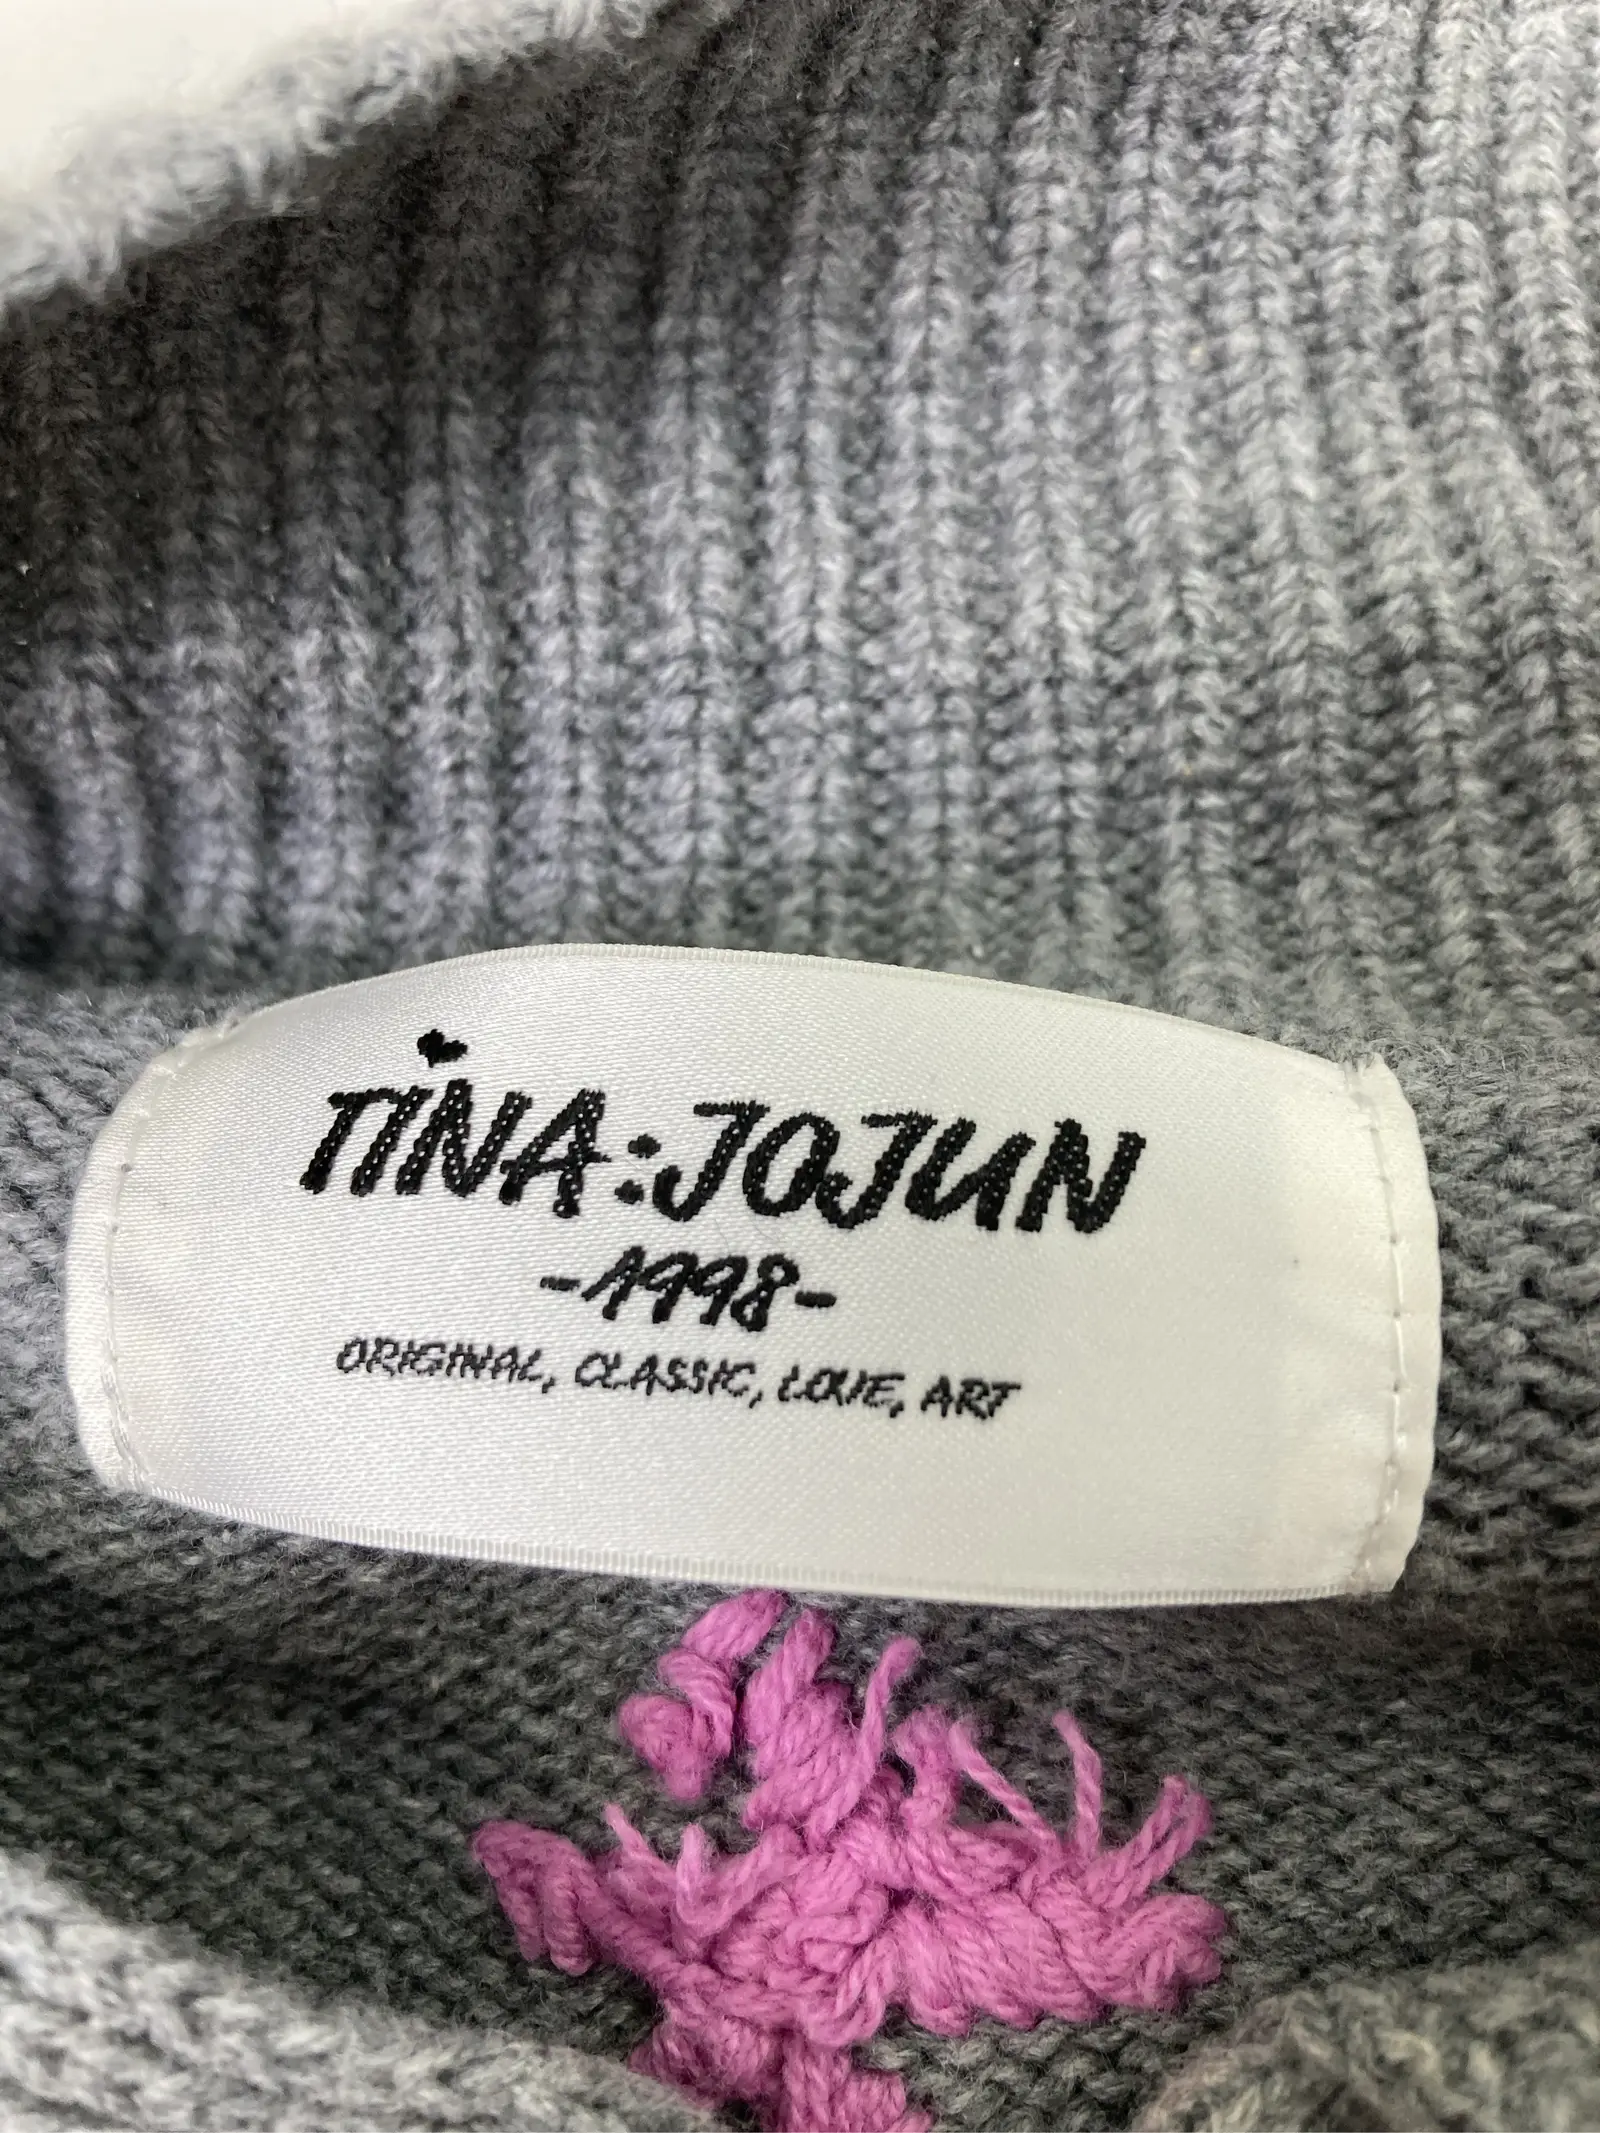 TINA:JOJUN
-1998-
ORIGINAL, CLASSIC, LOVE, ART